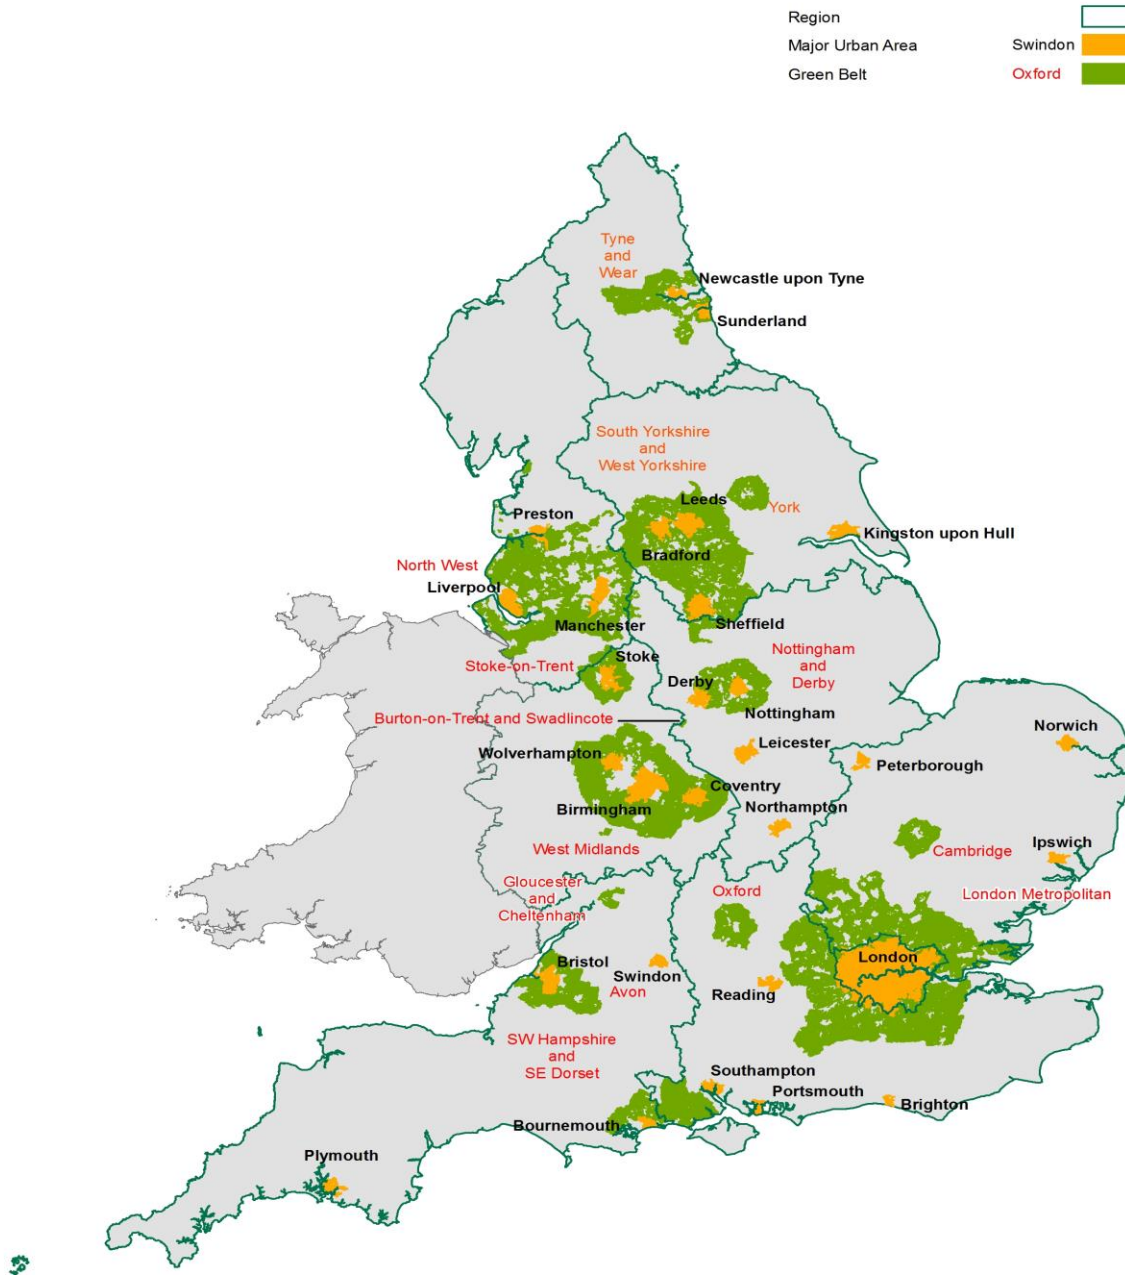 Region
Major Urban Area Swindon
Green Belt Oxford
Tyne
and
Wear
Newcastle upon Tyne
Sunderland
South Yorkshire
and
West Yorkshire
Leeds
York
Preston
Kingston upon Hull
Bradford
North West
Liverpool
Manchester
Sheffield
Stoke
Stoke-on-Trent
Nottingham
and
Derby
Derby
Nottingham
Burton-on-Trent and Swadlincote
Norwich
Leicester
Wolverhampton
Peterborough
Coventry
Birmingham
Northampton
Ipswich
West Midlands
Cambridge
Gloucester
and
Cheltenham
Oxford
London Metropolitan
Bristol
London
Swindon
Avon
Reading
SW Hampshire
and
SE Dorset
Southampton
Portsmouth
Brighton
Bournemouth
Plymouth